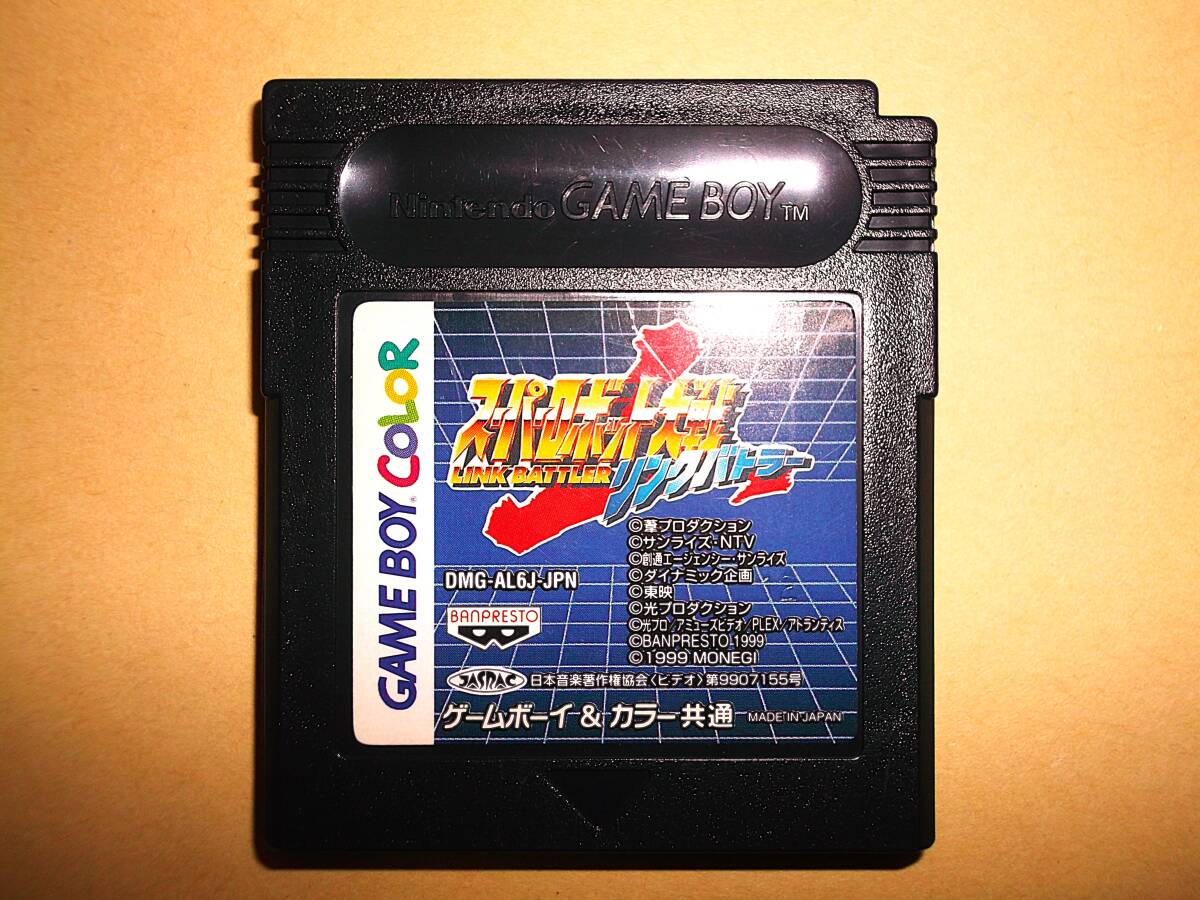 Nintendo GAME BOY TM
GAME BOY COLOR
スーパーロボット大戦
LINK BATTLER リンクバトラー
©葦プロダクション
©サンライズ・NTV
©創通エージェンシー・サンライズ
©ダイナミック企画
©東映
©光プロダクション
©光プロ/アミューズビデオ/PLEX/アトランティス
©BANPRESTO 1999
©1999 MONEGI
DMG-AL6J-JPN
BANPRESTO
JASRAC 日本音楽著作権協会〈ビデオ〉第9907155号
ゲームボーイ & カラー共通 MADE IN JAPAN